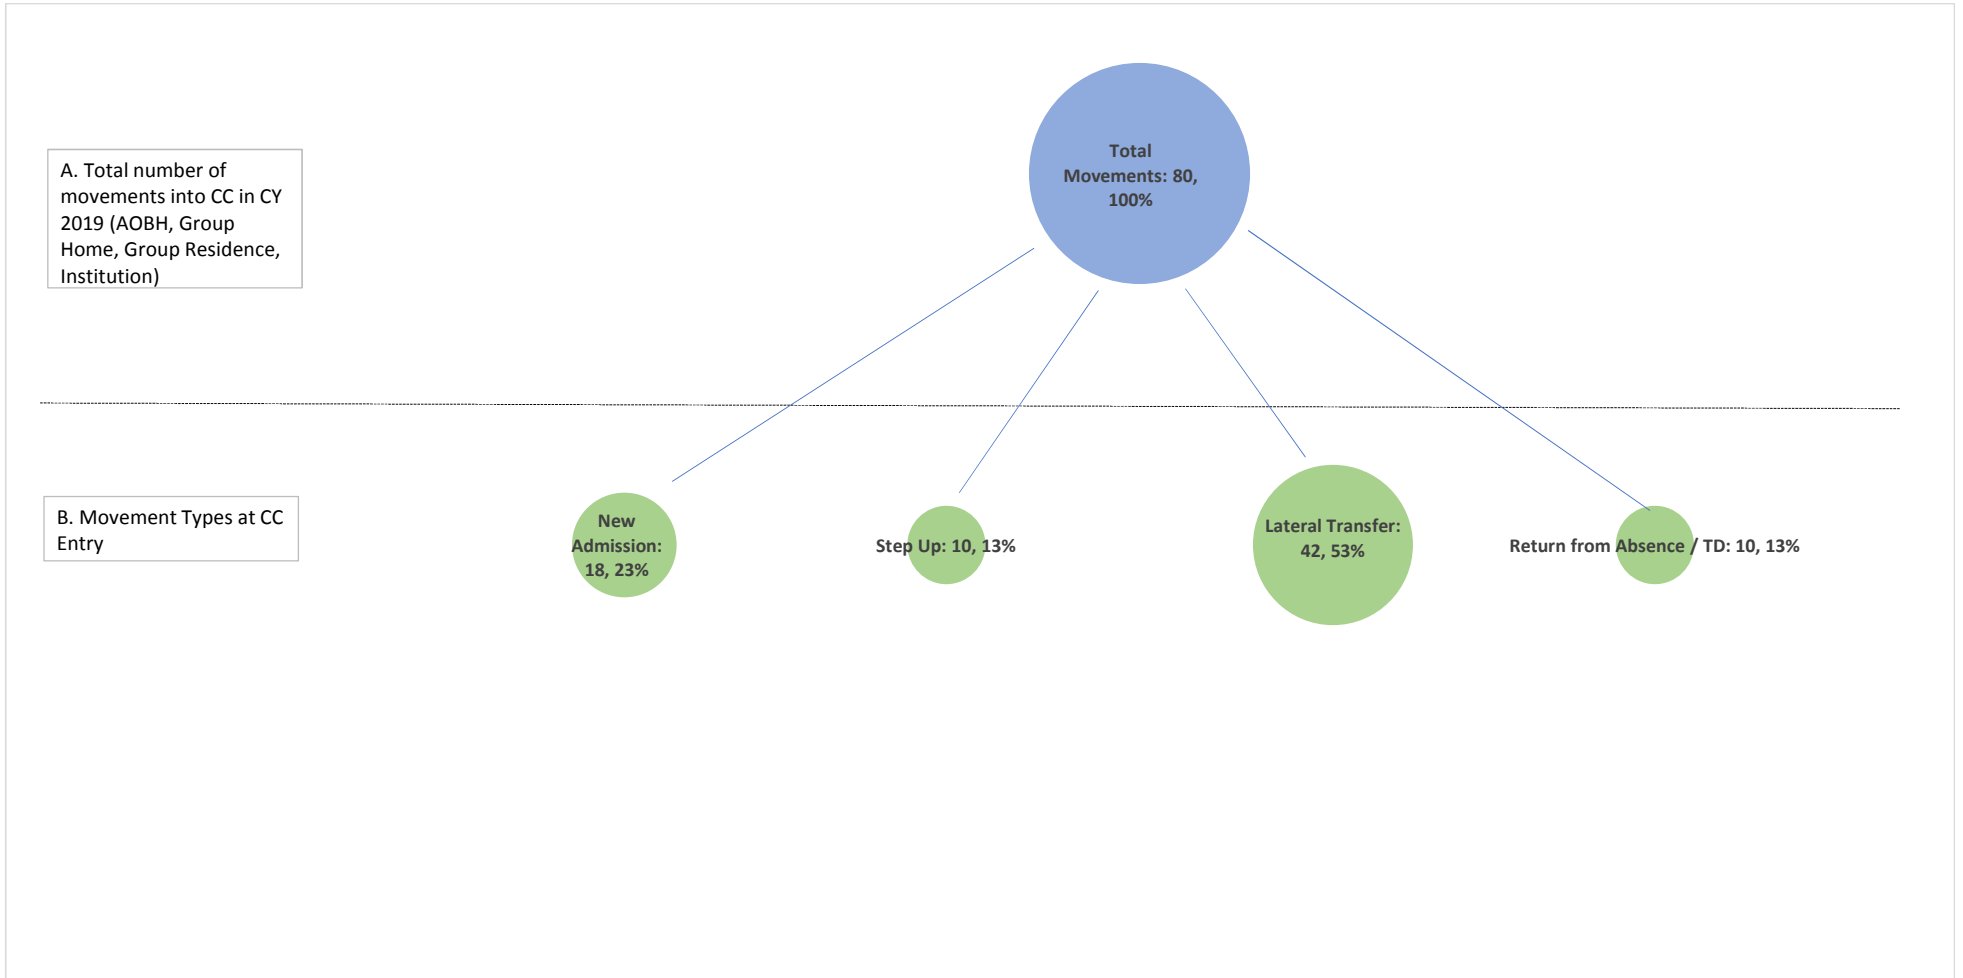 Total
Movements: 80,
100%
A. Total number of
movements into CC in CY
2019 (AOBH, Group
Home, Group Residence,
Institution)
B. Movement Types at CC
Entry
New
Admission:
18, 23%
Step Up: 10, 13%
Lateral Transfer:
42, 53%
Return from Absence / TD: 10, 13%